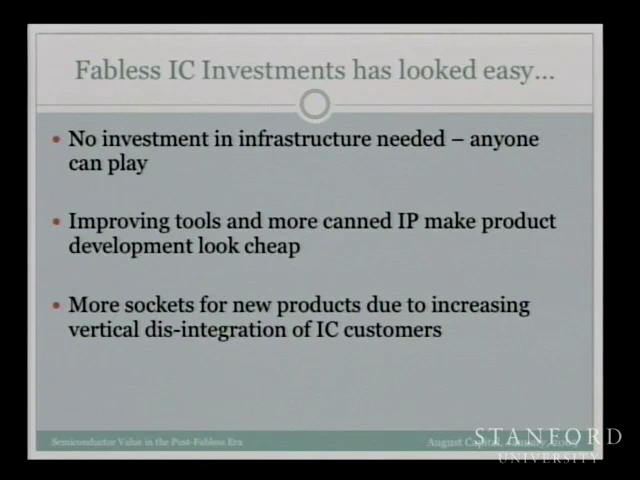 Fabless IC Investments has looked easy...
• No investment in infrastructure needed – anyone
can play
• Improving tools and more canned IP make product
development look cheap
• More sockets for new products due to increasing
vertical dis-integration of IC customers
Semiconductor Value in the Post-Fabless Era
August Capital,
STANFORD
UNIVERSITY